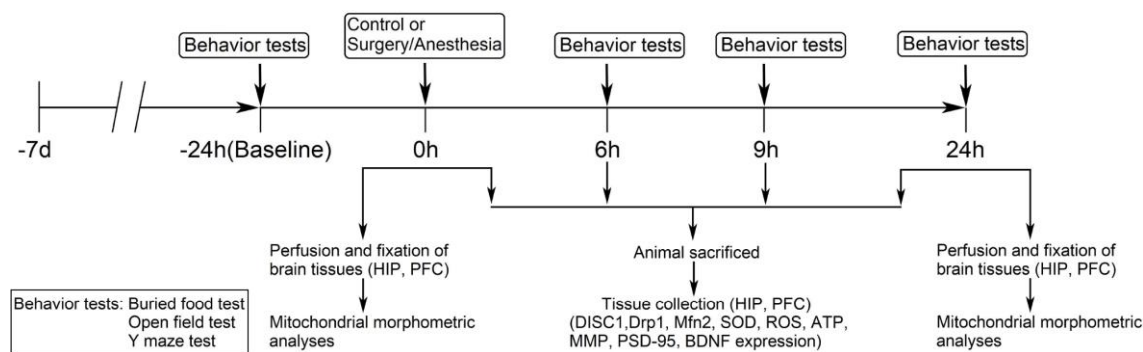 Control or
Surgery/Anesthesia
Behavior tests
Behavior tests
Behavior tests
Behavior tests
-7d
-24h(Baseline)
0h
6h
9h
24h
Perfusion and fixation of
brain tissues (HIP, PFC)
Animal sacrificed
Perfusion and fixation of
brain tissues (HIP, PFC)
Behavior tests: Buried food test
Open field test
Y maze test
Mitochondrial morphometric
analyses
Tissue collection (HIP, PFC)
(DISC1,Drp1, Mfn2, SOD, ROS, ATP,
MMP, PSD-95, BDNF expression)
Mitochondrial morphometric
analyses